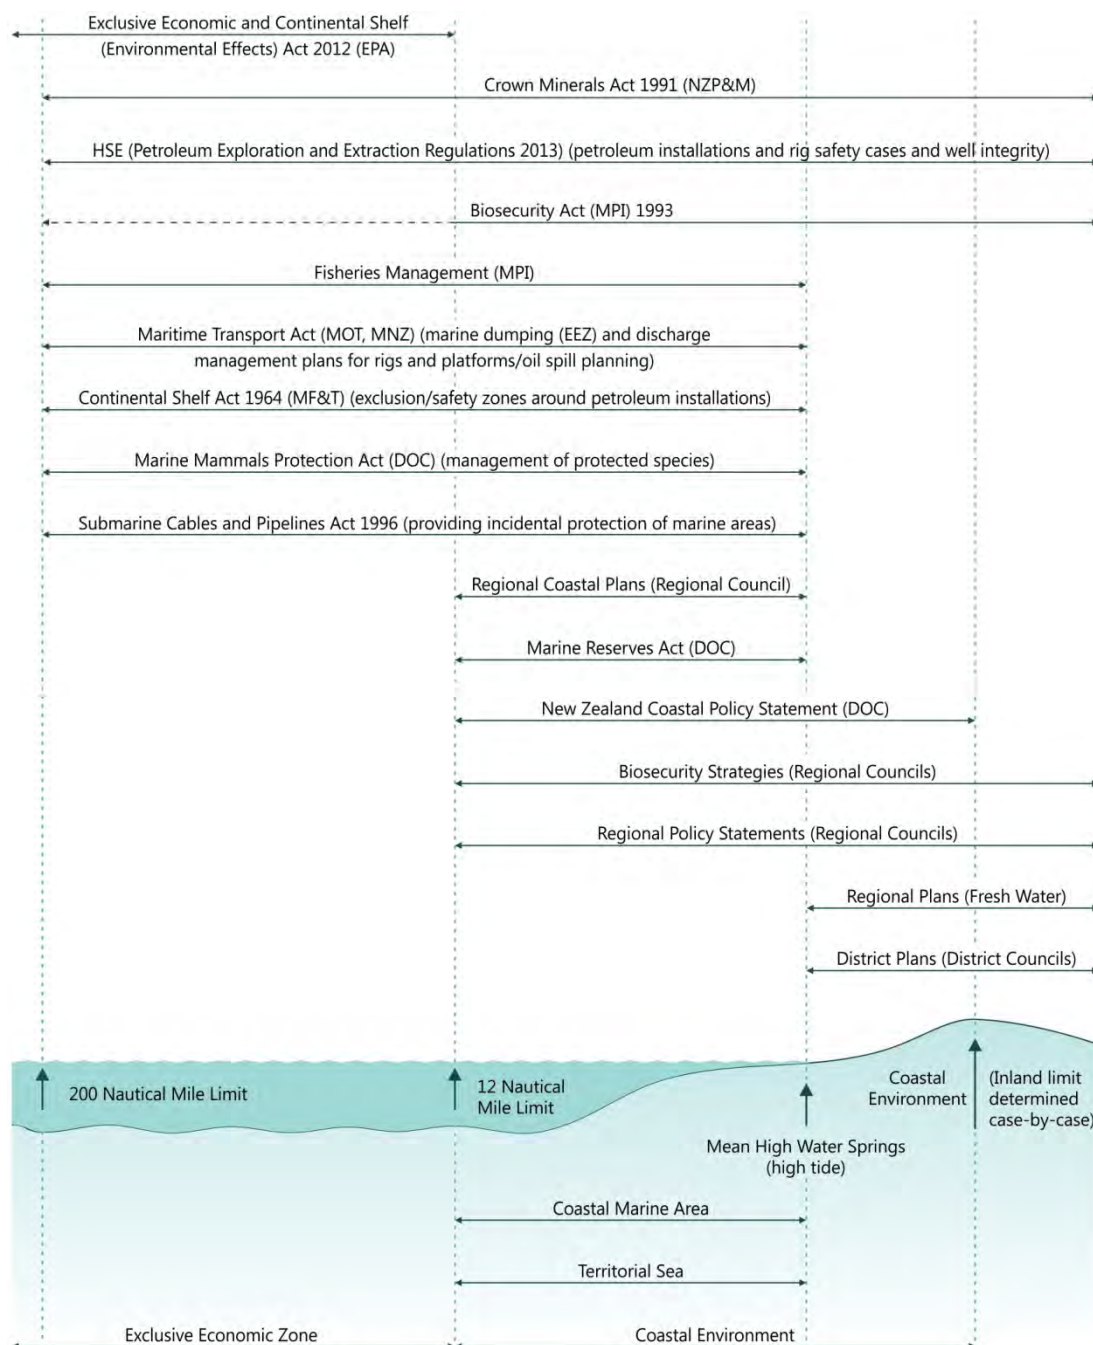 Exclusive Economic and Continental Shelf
(Environmental Effects) Act 2012 (EPA)
Crown Minerals Act 1991 (NZP&M)
HSE (Petroleum Exploration and Extraction Regulations 2013) (petroleum installations and rig safety cases and well integrity)
Biosecurity Act (MPI) 1993
Fisheries Management (MPI)
Maritime Transport Act (MOT, MNZ) (marine dumping (EEZ) and discharge
management plans for rigs and platforms/oil spill planning)
Continental Shelf Act 1964 (MF&T) (exclusion/safety zones around petroleum installations)
Marine Mammals Protection Act (DOC) (management of protected species)
Submarine Cables and Pipelines Act 1996 (providing incidental protection of marine areas)
Regional Coastal Plans (Regional Council)
Marine Reserves Act (DOC)
New Zealand Coastal Policy Statement (DOC)
Biosecurity Strategies (Regional Councils)
Regional Policy Statements (Regional Councils)
Regional Plans (Fresh Water)
District Plans (District Councils)
200 Nautical Mile Limit
12 Nautical
Mile Limit
Coastal
Environment
(Inland limit
determined
case-by-case)
Mean High Water Springs
(high tide)
Coastal Marine Area
Territorial Sea
Exclusive Economic Zone
Coastal Environment